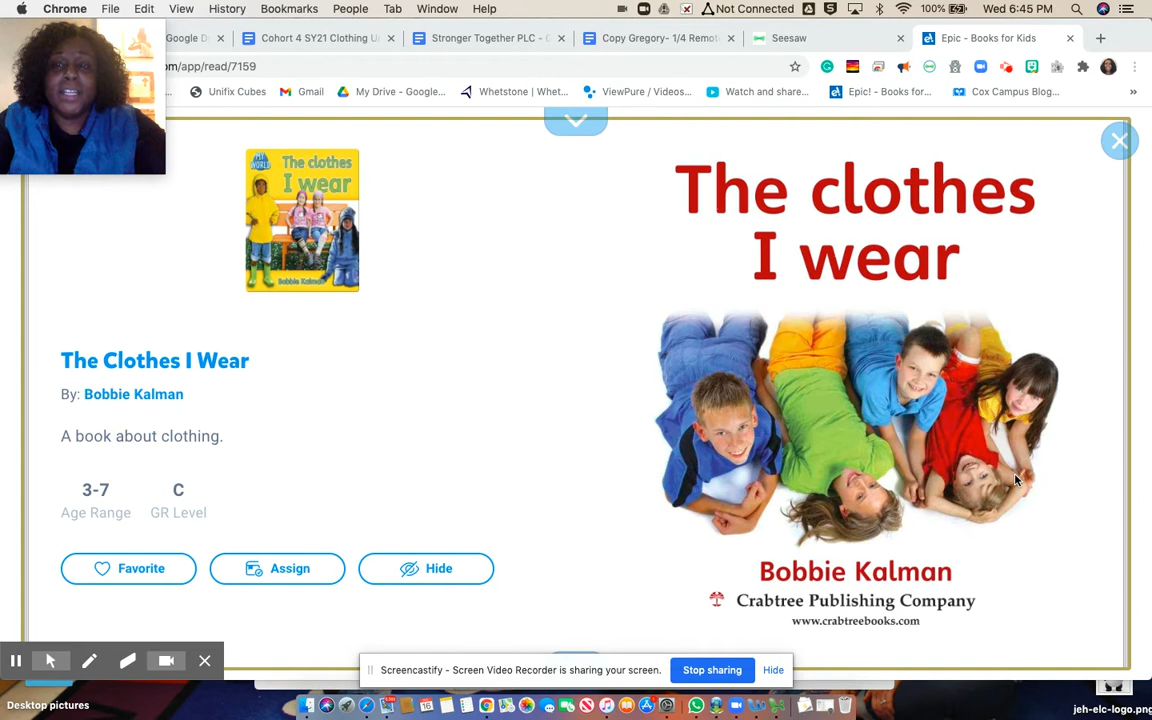 Chrome File Edit View History Bookmarks People Tab Window Help Not Connected 100% Wed 6:45 PM
Google D Cohort 4 SY21 Clothing U Stronger Together PLC - Copy Gregory- 1/4 Remot Seesaw Epic - Books for Kids
om/app/read/7159
Unifix Cubes Gmail My Drive - Google... Whetstone | Whet... ViewPure / Videos... Watch and share... Epic! - Books for... Cox Campus Blog...
MY WORLD
The clothes
I wear
Bobbie Kalman
The Clothes I Wear
By: Bobbie Kalman
A book about clothing.
3-7 C
Age Range GR Level
Favorite Assign Hide
The clothes
I wear
Bobbie Kalman
Crabtree Publishing Company
www.crabtreebooks.com
Screencastify - Screen Video Recorder is sharing your screen. Stop sharing Hide
Desktop pictures
jeh-elc-logo.png